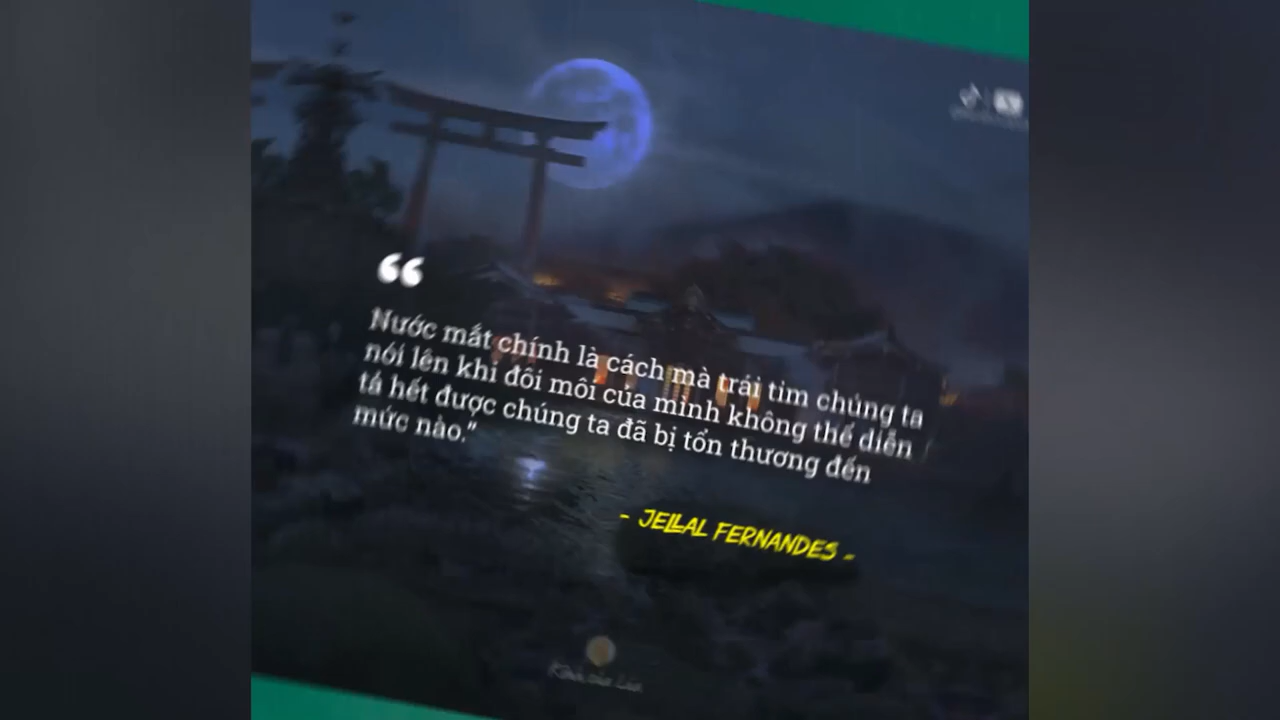 “
Nước mắt chính là cách mà trái tim chúng ta
nói lên khi đôi môi của mình không thể diễn
tả hết được chúng ta đã bị tổn thương đến
mức nào.”
- JELLAL FERNANDES -